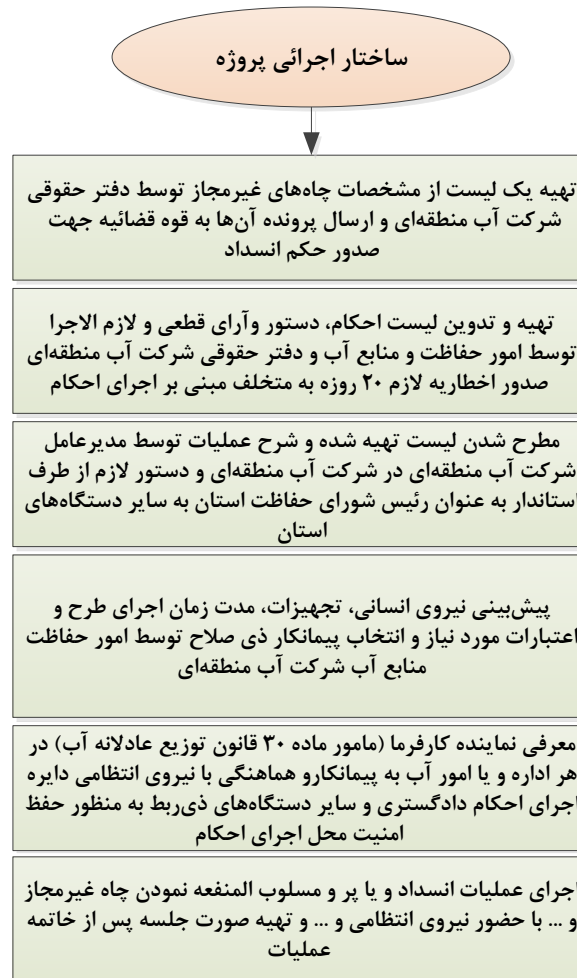 ساختار اجرائی پروژه
تهیه یک لیست از مشخصات چاه‌های غیرمجاز توسط دفتر حقوقی
شرکت آب منطقه‌ای و ارسال پرونده آن‌ها به قوه قضائیه جهت
صدور حکم انسداد
تهیه و تدوین لیست احکام، دستور وآرای قطعی و لازم الاجرا
توسط امور حفاظت و منابع آب و دفتر حقوقی شرکت آب منطقه‌ای
صدور اخطاریه لازم ۲۰ روزه به متخلف مبنی بر اجرای احکام
مطرح شدن لیست تهیه شده و شرح عملیات توسط مدیرعامل
شرکت آب منطقه‌ای در شرکت آب منطقه‌ای و دستور لازم از طرف
استاندار به عنوان رئیس شورای حفاظت استان به سایر دستگاه‌های
استان
پیش‌بینی نیروی انسانی، تجهیزات، مدت زمان اجرای طرح و
اعتبارات مورد نیاز و انتخاب پیمانکار ذی صلاح توسط امور حفاظت
منابع آب شرکت آب منطقه‌ای
معرفی نماینده کارفرما (مامور ماده ۳۰ قانون توزیع عادلانه آب) در
هر اداره و یا امور آب به پیمانکارو هماهنگی با نیروی انتظامی دایره
اجرای احکام دادگستری و سایر دستگاه‌های ذی‌ربط به منظور حفظ
امنیت محل اجرای احکام
اجرای عملیات انسداد و یا پر و مسلوب المنفعه نمودن چاه غیرمجاز
و ... با حضور نیروی انتظامی و ... و تهیه صورت جلسه پس از خاتمه
عملیات